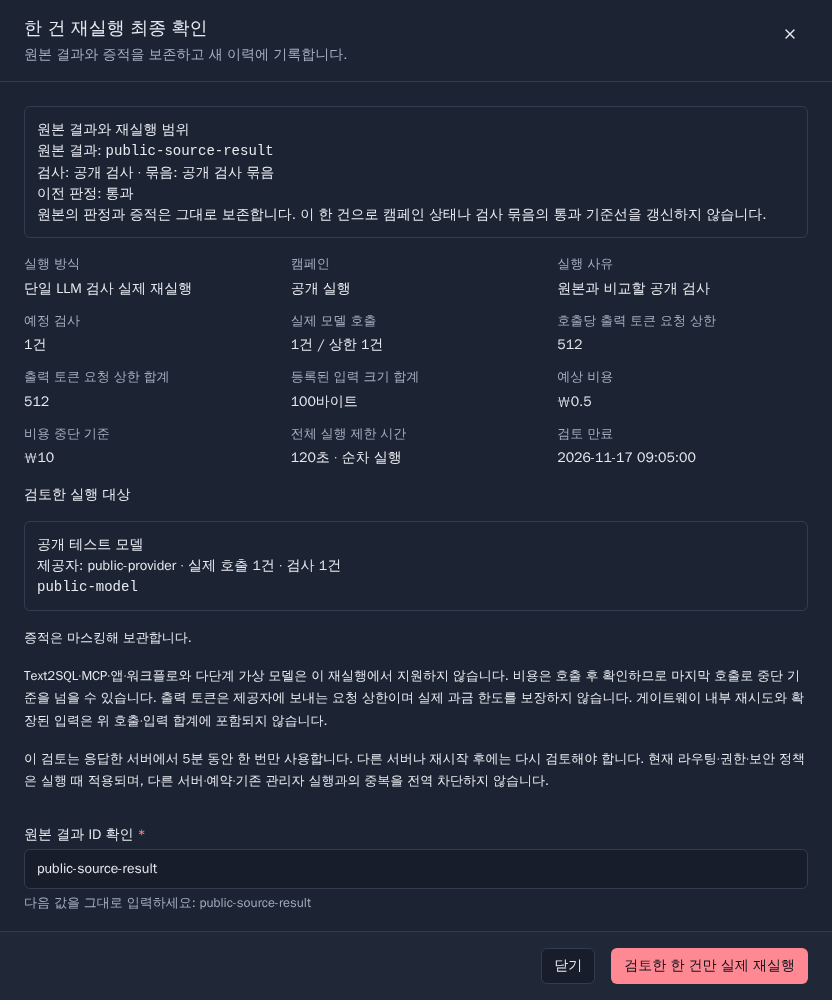 한 건 재실행 최종 확인
원본 결과와 증적을 보존하고 새 이력에 기록합니다.
×
원본 결과와 재실행 범위
원본 결과: public-source-result
검사: 공개 검사 · 묶음: 공개 검사 묶음
이전 판정: 통과
원본의 판정과 증적은 그대로 보존합니다. 이 한 건으로 캠페인 상태나 검사 묶음의 통과 기준선을 갱신하지 않습니다.
실행 방식
단일 LLM 검사 실제 재실행
캠페인
공개 실행
실행 사유
원본과 비교할 공개 검사
예정 검사
1건
실제 모델 호출
1건 / 상한 1건
호출당 출력 토큰 요청 상한
512
출력 토큰 요청 상한 합계
512
등록된 입력 크기 합계
100바이트
예상 비용
₩0.5
비용 중단 기준
₩10
전체 실행 제한 시간
120초 · 순차 실행
검토 만료
2026-11-17 09:05:00
검토한 실행 대상
공개 테스트 모델
제공자: public-provider · 실제 호출 1건 · 검사 1건
public-model
증적은 마스킹해 보관합니다.
Text2SQL·MCP·앱·워크플로와 다단계 가상 모델은 이 재실행에서 지원하지 않습니다. 비용은 호출 후 확인하므로 마지막 호출로 중단 기
준을 넘을 수 있습니다. 출력 토큰은 제공자에 보내는 요청 상한이며 실제 과금 한도를 보장하지 않습니다. 게이트웨이 내부 재시도와 확
장된 입력은 위 호출·입력 합계에 포함되지 않습니다.
이 검토는 응답한 서버에서 5분 동안 한 번만 사용합니다. 다른 서버나 재시작 후에는 다시 검토해야 합니다. 현재 라우팅·권한·보안 정책
은 실행 때 적용되며, 다른 서버·예약·기존 관리자 실행과의 중복을 전역 차단하지 않습니다.
원본 결과 ID 확인 *
public-source-result
다음 값을 그대로 입력하세요: public-source-result
닫기
검토한 한 건만 실제 재실행